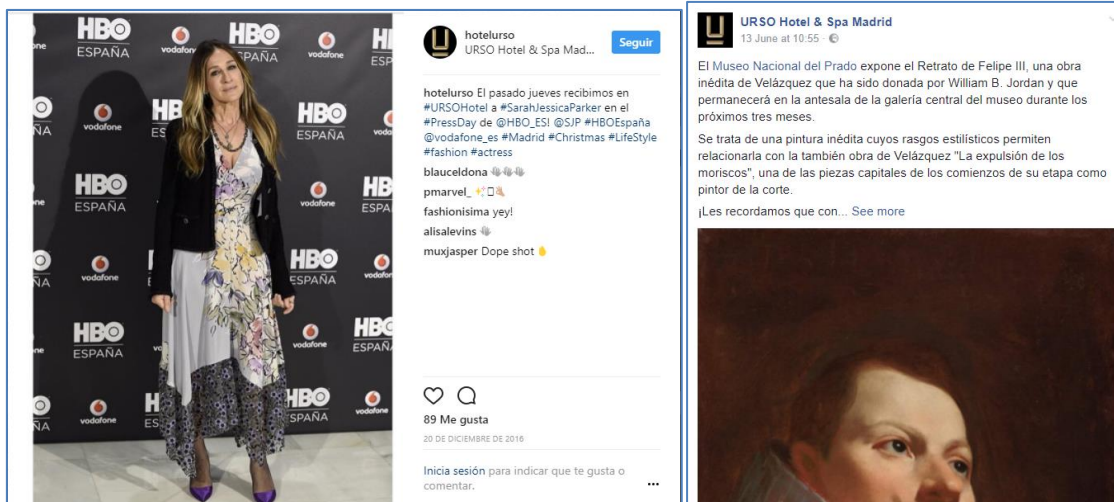 HBO
ESPAÑA
vodafone
hotelurso
URSO Hotel & Spa Mad...
Seguir
hotelurso El pasado jueves recibimos en
#URSOHotel a #SarahJessicaParker en el
#PressDay de @HBO_ES! @SJP #HBOEspaña
@vodafone_es #Madrid #Christmas #LifeStyle
#fashion #actress
blauceldona
pmarvel_
fashionisima yey!
alisalevins
muxjasper Dope shot
89 Me gusta
20 DE DICIEMBRE DE 2016
Inicia sesión para indicar que te gusta o
comentar.
URSO Hotel & Spa Madrid
13 June at 10:55 ·
El Museo Nacional del Prado expone el Retrato de Felipe III, una obra
inédita de Velázquez que ha sido donada por William B. Jordan y que
permanecerá en la antesala de la galería central del museo durante los
próximos tres meses.
Se trata de una pintura inédita cuyos rasgos estilísticos permiten
relacionarla con la también obra de Velázquez "La expulsión de los
moriscos", una de las piezas capitales de los comienzos de su etapa como
pintor de la corte.
¡Les recordamos que con... See more